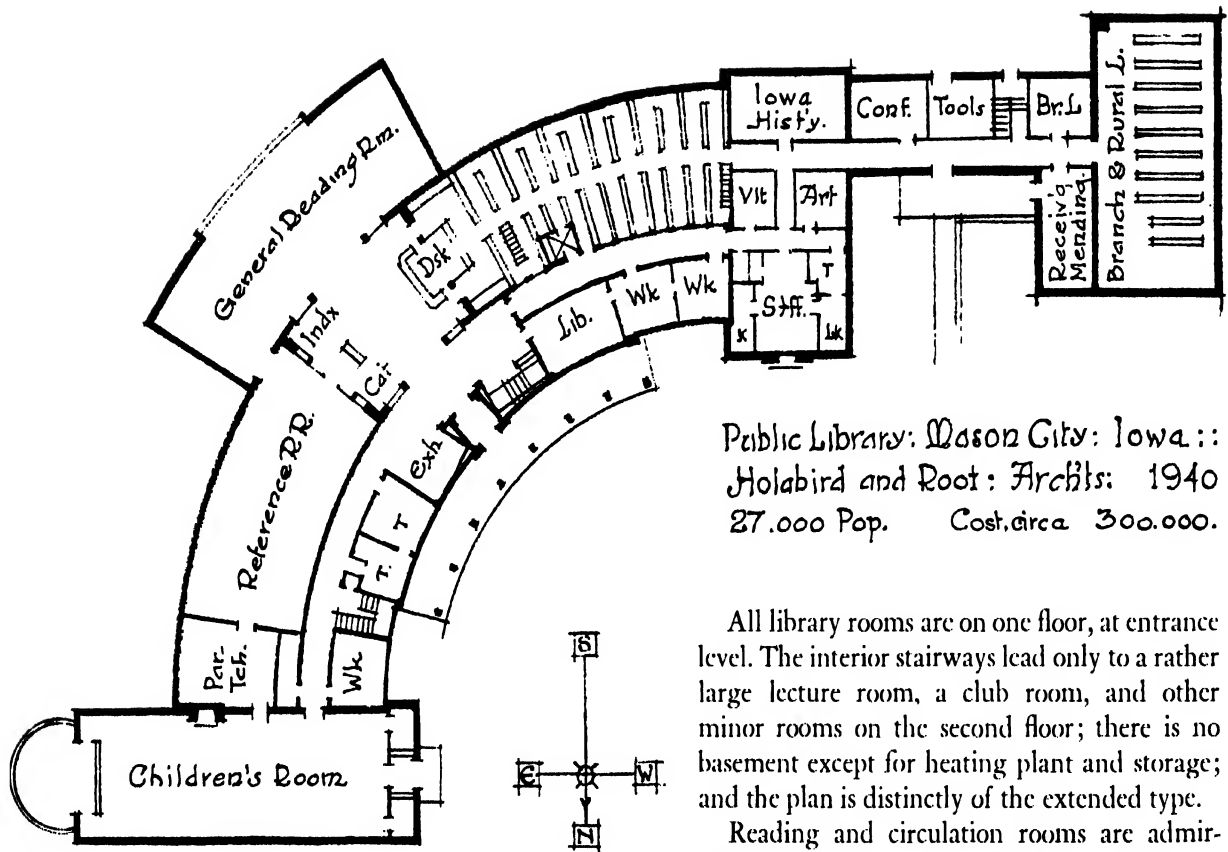 Iowa
Hist'y.
Conf.
Tools
Br. L
Branch & Rural L.
Receiv'g
Mending.
Vlt
Art
T
Stff.
K
Lk
General Reading Rm.
Dsk
Indx
Cat
Lib.
Wk
Wk
Exh
T
T.
Reference R.R.
Par-
Tch.
Wk
Children's Room
Public Library: Mason City: Iowa::
Holabird and Root: Archts: 1940
27.000 Pop. Cost, circa 300.000.
S
E
W
N
All library rooms are on one floor, at entrance
level. The interior stairways lead only to a rather
large lecture room, a club room, and other
minor rooms on the second floor; there is no
basement except for heating plant and storage;
and the plan is distinctly of the extended type.
Reading and circulation rooms are admir-